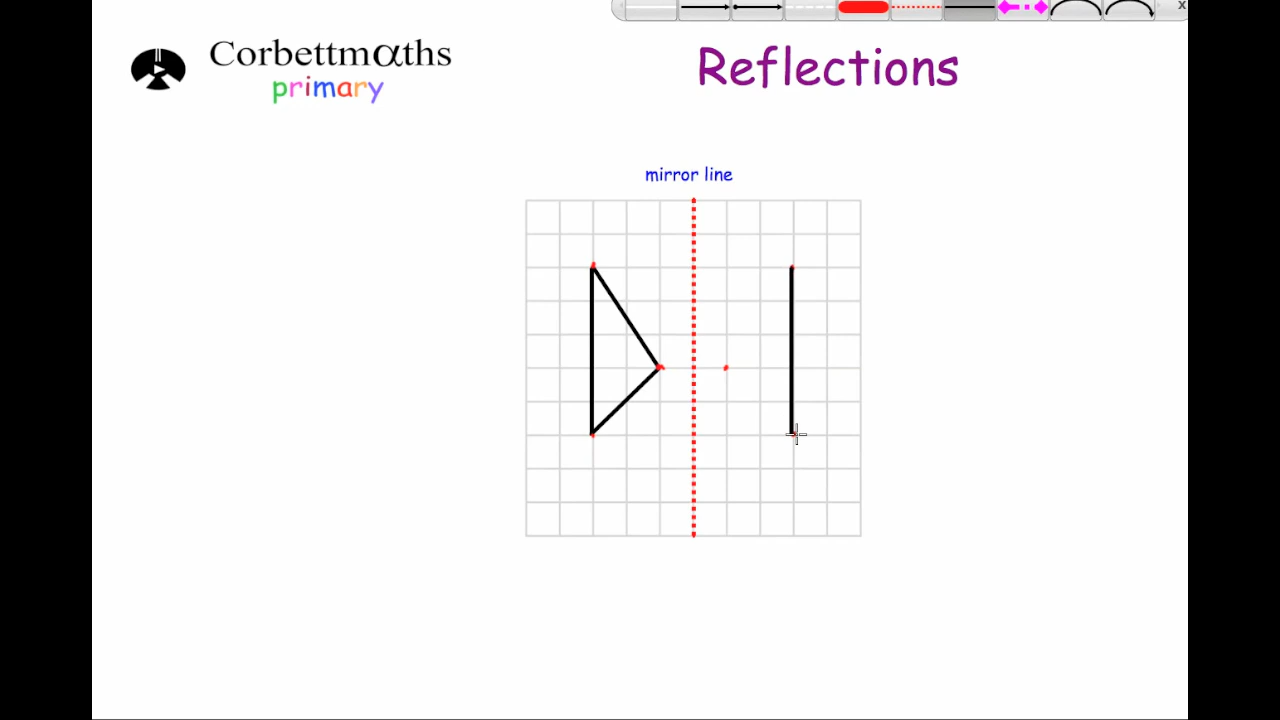 x
Corbettmαths
primary
Reflections
mirror line